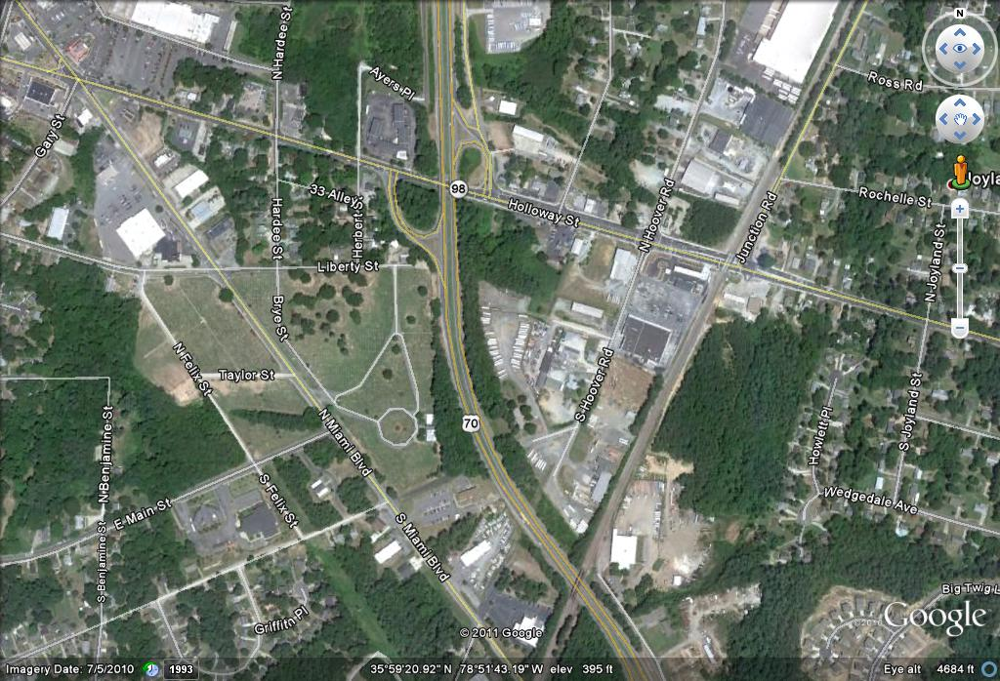 N Hardee St
N
Ayers Pl
Ross Rd
Gary St
98
Joyla
33-Alley
Rochelle St
Holloway St
N Hoover Rd
Junction Rd
Hardee St
Herbert St
N Joyland St
Liberty St
Brye St
N Felix St
Taylor St
S Hoover Rd
S Joyland St
Howlett Pl
N Benjamine St
N Miami Blvd
70
S Felix St
E Main St
Wedgedale Ave
S Benjamine St
S Miami Blvd
Big Twig L
Griffith Pl
© 2010 Google
© 2011 Google
Imagery Date: 7/5/2010 1993 35°59'20.92" N 78°51'43.19" W elev 395 ft Eye alt 4684 ft